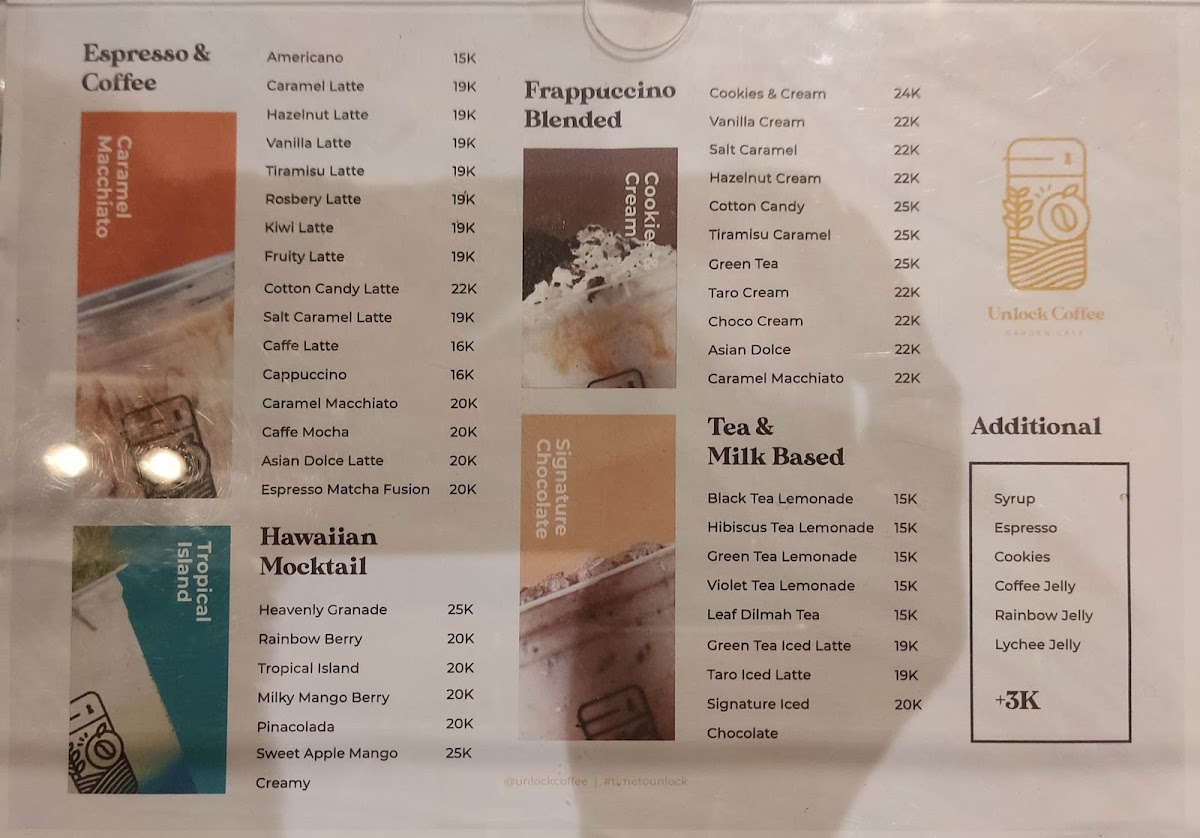 Espresso &
Coffee
Caramel
Macchiato
Americano 15K
Caramel Latte 19K
Hazelnut Latte 19K
Vanilla Latte 19K
Tiramisu Latte 19K
Rosbery Latte 19K
Kiwi Latte 19K
Fruity Latte 19K
Cotton Candy Latte 22K
Salt Caramel Latte 19K
Caffe Latte 16K
Cappuccino 16K
Caramel Macchiato 20K
Caffe Mocha 20K
Asian Dolce Latte 20K
Espresso Matcha Fusion 20K
Tropical
Island
Hawaiian
Mocktail
Heavenly Granade 25K
Rainbow Berry 20K
Tropical Island 20K
Milky Mango Berry 20K
Pinacolada 20K
Sweet Apple Mango 25K
Creamy
Frappuccino
Blended
Cookies &
Cream
Cookies & Cream 24K
Vanilla Cream 22K
Salt Caramel 22K
Hazelnut Cream 22K
Cotton Candy 25K
Tiramisu Caramel 25K
Green Tea 25K
Taro Cream 22K
Choco Cream 22K
Asian Dolce 22K
Caramel Macchiato 22K
Signature
Chocolate
Tea &
Milk Based
Black Tea Lemonade 15K
Hibiscus Tea Lemonade 15K
Green Tea Lemonade 15K
Violet Tea Lemonade 15K
Leaf Dilmah Tea 15K
Green Tea Iced Latte 19K
Taro Iced Latte 19K
Signature Iced 20K
Chocolate
Unlock Coffee
GARDEN CAFE
Additional
Syrup
Espresso
Cookies
Coffee Jelly
Rainbow Jelly
Lychee Jelly
+3K
@unlockcoffee | #timetounlock